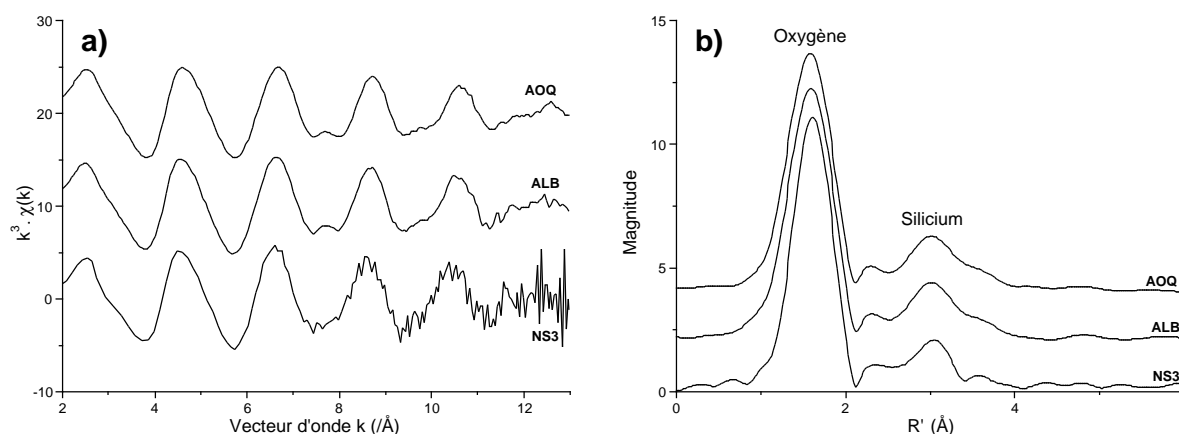 a)
30
20
10
0
-10
k³. χ(k)
AOQ
ALB
NS3
2 4 6 8 10 12
Vecteur d'onde k (/Å)
b)
15
10
5
0
Magnitude
Oxygène
Silicium
AOQ
ALB
NS3
0 2 4
R' (Å)